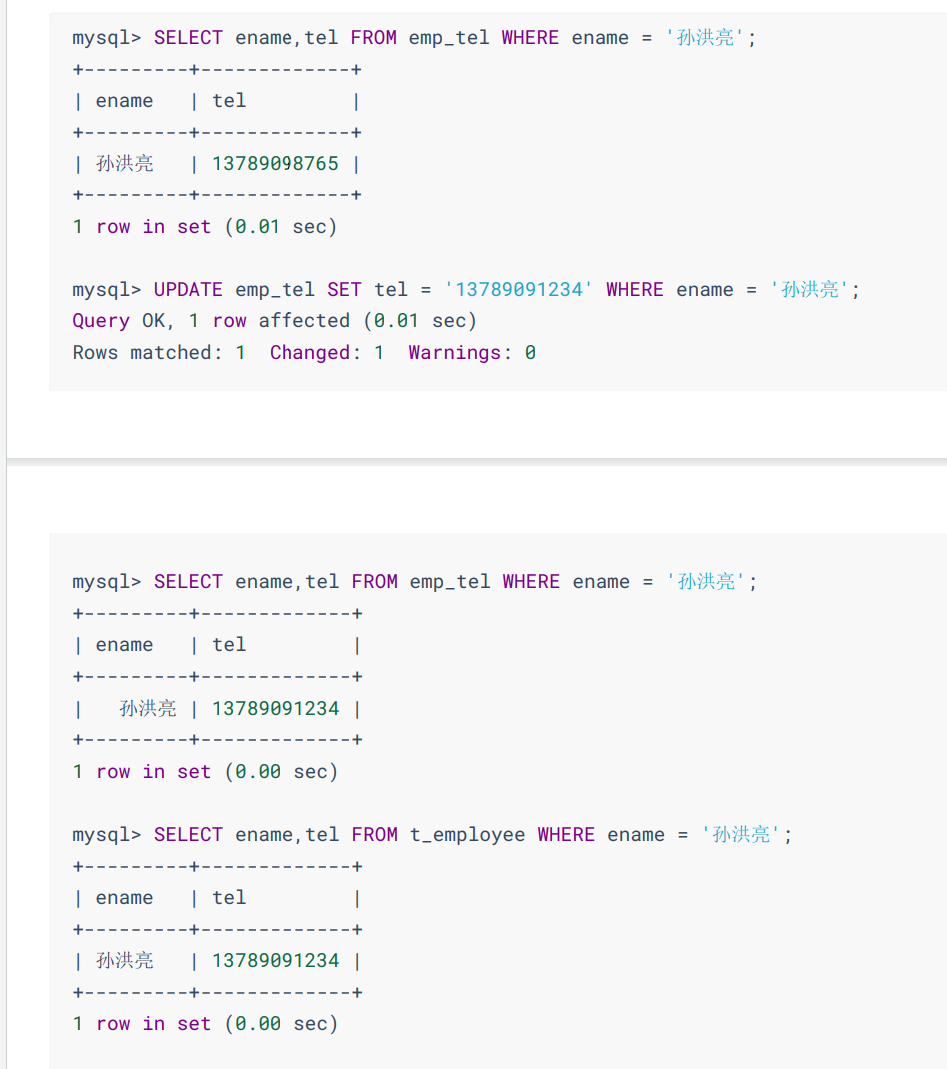 mysql> SELECT ename,tel FROM emp_tel WHERE ename = '孙洪亮';
+---------+-------------+
| ename   | tel         |
+---------+-------------+
| 孙洪亮   | 13789098765 |
+---------+-------------+
1 row in set (0.01 sec)
mysql> UPDATE emp_tel SET tel = '13789091234' WHERE ename = '孙洪亮';
Query OK, 1 row affected (0.01 sec)
Rows matched: 1  Changed: 1  Warnings: 0
mysql> SELECT ename,tel FROM emp_tel WHERE ename = '孙洪亮';
+---------+-------------+
| ename   | tel         |
+---------+-------------+
|   孙洪亮 | 13789091234 |
+---------+-------------+
1 row in set (0.00 sec)
mysql> SELECT ename,tel FROM t_employee WHERE ename = '孙洪亮';
+---------+-------------+
| ename   | tel         |
+---------+-------------+
| 孙洪亮   | 13789091234 |
+---------+-------------+
1 row in set (0.00 sec)